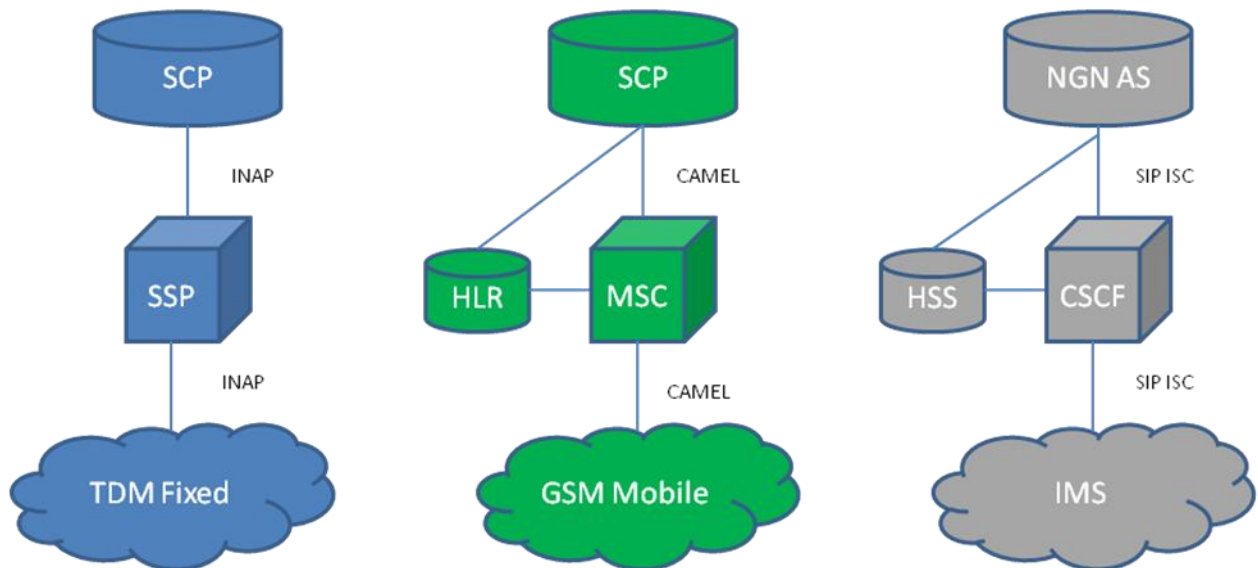 SCP
SCP
NGN AS
INAP
CAMEL
SIP ISC
SSP
HLR
MSC
HSS
CSCF
INAP
CAMEL
SIP ISC
TDM Fixed
GSM Mobile
IMS